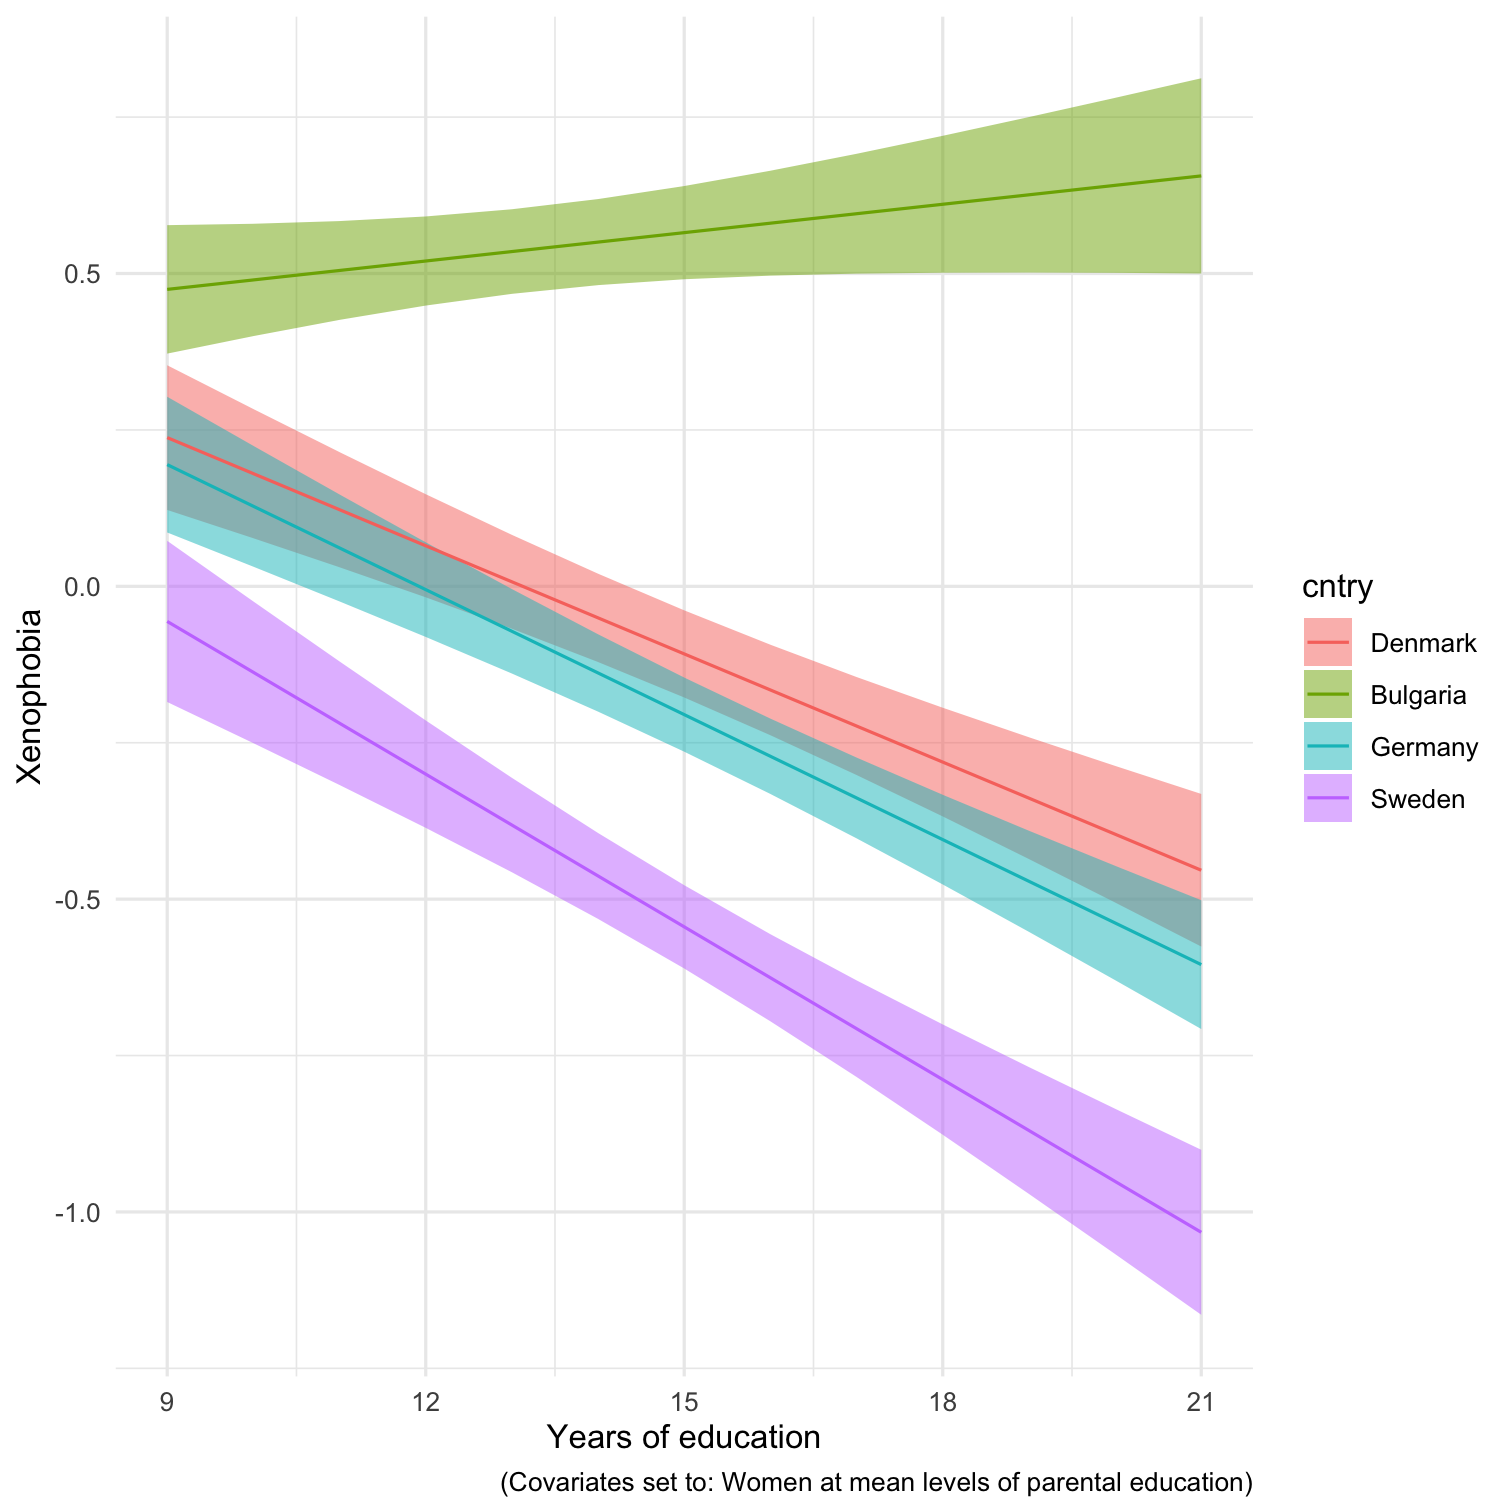 Xenophobia
0.5
0.0
-0.5
-1.0
9 12 15 18 21
Years of education
(Covariates set to: Women at mean levels of parental education)
cntry
Denmark
Bulgaria
Germany
Sweden